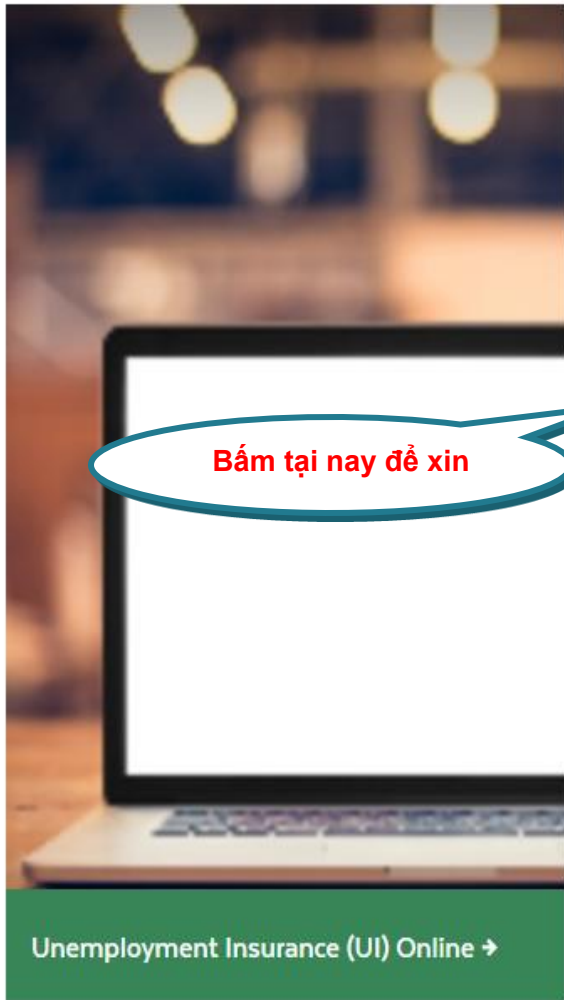 Bấm tại nay để xin
Unemployment Insurance (UI) Online →